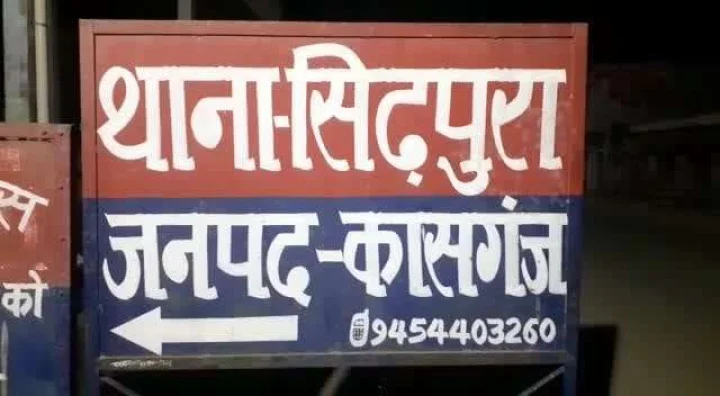 थाना-सिढ़पुरा
जनपद-कासगंज
9454403260
स
को